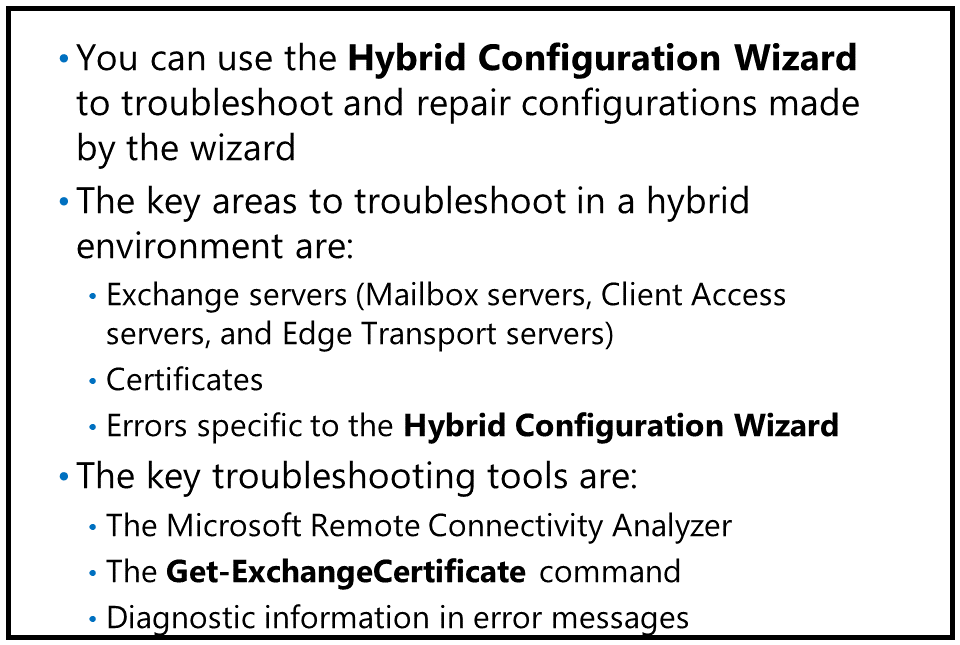 • You can use the Hybrid Configuration Wizard
to troubleshoot and repair configurations made
by the wizard
• The key areas to troubleshoot in a hybrid
environment are:
• Exchange servers (Mailbox servers, Client Access
servers, and Edge Transport servers)
• Certificates
• Errors specific to the Hybrid Configuration Wizard
• The key troubleshooting tools are:
• The Microsoft Remote Connectivity Analyzer
• The Get-ExchangeCertificate command
• Diagnostic information in error messages